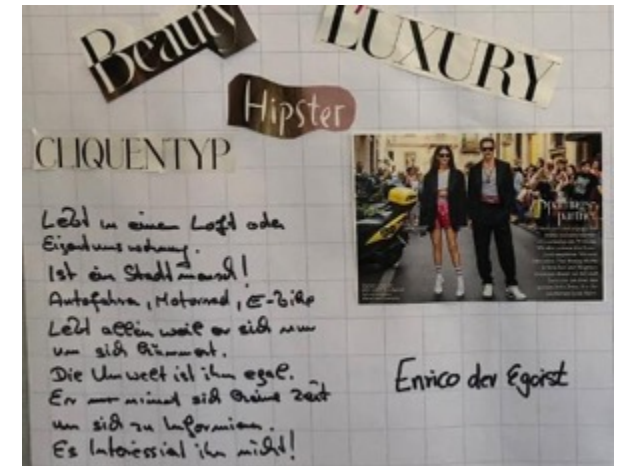 Beauty
LUXURY
Hipster
CLIQUENTYP
Lebt in einem Loft oder
Eigentumswohnung.
Ist ein Stadtmensch!
Autofahrer, Motorrad, E-Bike
Lebt allein weil er sich nur
um sich kümmert.
Die Umwelt ist ihm egal.
Er nimmt sich keine Zeit
um sich zu Informieren.
Es Interessiert ihn nicht!
Enrico der Egoist